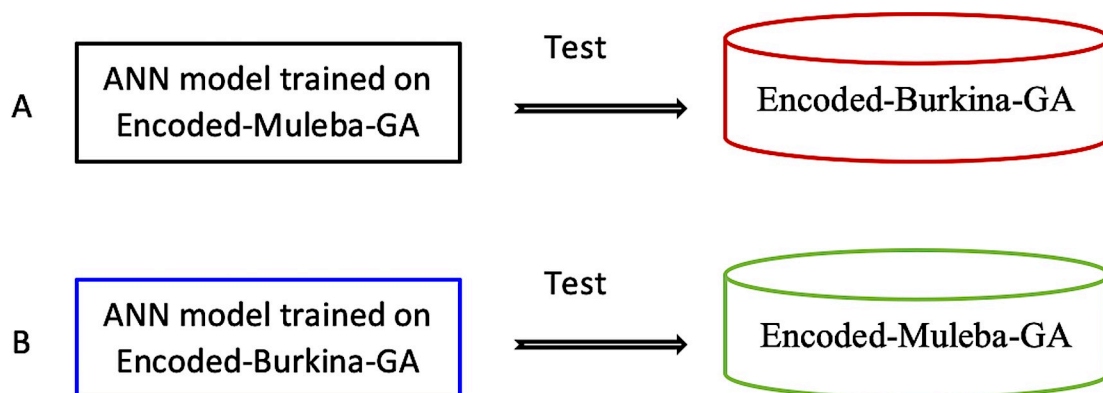 A
ANN model trained on
Encoded-Muleba-GA
Test
Encoded-Burkina-GA
B
ANN model trained on
Encoded-Burkina-GA
Test
Encoded-Muleba-GA